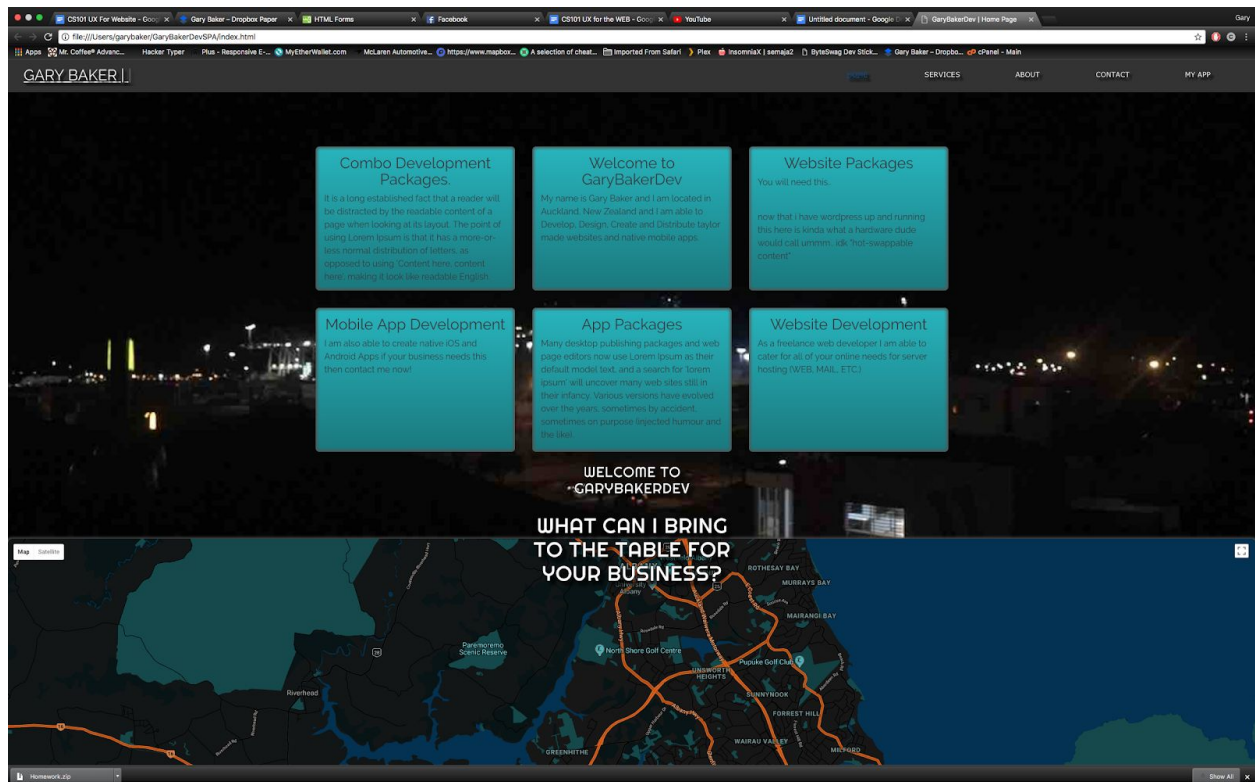 CS101 UX For Website - Goog
Gary Baker – Dropbox Paper
HTML Forms
Facebook
CS101 UX for the WEB - Goog
YouTube
Untitled document - Google D
GaryBakerDev | Home Page
Gary
file:///Users/garybaker/GaryBakerDevSPA/index.html
Apps
Mr. Coffee® Advanc...
Hacker Typer
Plus - Responsive E-...
MyEtherWallet.com
McLaren Automotive...
https://www.mapbox...
A selection of cheat...
Imported From Safari
Plex
InsomniaX | semaja2
ByteSwag Dev Stick...
Gary Baker – Dropbo...
cPanel - Main
GARY BAKER |
HOME
SERVICES
ABOUT
CONTACT
MY APP
Combo Development
Packages.
It is a long established fact that a reader will
be distracted by the readable content of a
page when looking at its layout. The point of
using Lorem Ipsum is that it has a more-or-
less normal distribution of letters, as
opposed to using 'Content here, content
here', making it look like readable English.
Welcome to
GaryBakerDev
My name is Gary Baker and I am located in
Auckland, New Zealand and I am able to
Develop, Design, Create and Distribute taylor
made websites and native mobile apps.
Website Packages
You will need this..
now that i have wordpress up and running
this here is kinda what a hardware dude
would call ummm.. idk "hot-swappable
content"
Mobile App Development
I am also able to create native iOS and
Android Apps if your business needs this
then contact me now!
App Packages
Many desktop publishing packages and web
page editors now use Lorem Ipsum as their
default model text, and a search for 'lorem
ipsum' will uncover many web sites still in
their infancy. Various versions have evolved
over the years, sometimes by accident,
sometimes on purpose (injected humour and
the like).
Website Development
As a freelance web developer I am able to
cater for all of your online needs for server
hosting (WEB, MAIL, ETC.)
WELCOME TO
GARYBAKERDEV
WHAT CAN I BRING
TO THE TABLE FOR
YOUR BUSINESS?
Map
Satellite
Albany
ROTHESAY BAY
MURRAYS BAY
MAIRANGI BAY
Paremoremo
Scenic Reserve
North Shore Golf Centre
Pupuke Golf Club
UNSWORTH
HEIGHTS
Riverhead
SUNNYNOOK
FORREST HILL
WAIRAU VALLEY
MILFORD
GREENHITHE
Homework.zip
Show All